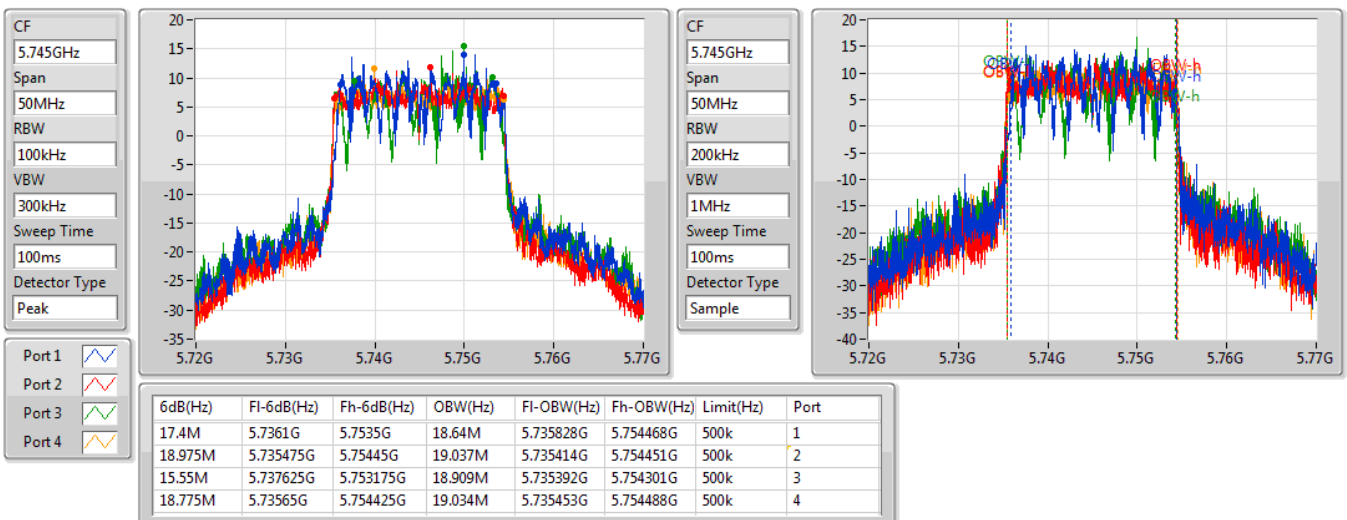 CF
5.745GHz
Span
50MHz
RBW
100kHz
VBW
300kHz
Sweep Time
100ms
Detector Type
Peak
20
15
10
5
0
-5
-10
-15
-20
-25
-30
-35
5.72G 5.73G 5.74G 5.75G 5.76G 5.77G
CF
5.745GHz
Span
50MHz
RBW
200kHz
VBW
1MHz
Sweep Time
100ms
Detector Type
Sample
20
15
10
5
0
-5
-10
-15
-20
-25
-30
-35
-40
5.72G 5.73G 5.74G 5.75G 5.76G 5.77G
Port 1
Port 2
Port 3
Port 4
6dB(Hz) Fl-6dB(Hz) Fh-6dB(Hz) OBW(Hz) Fl-OBW(Hz) Fh-OBW(Hz) Limit(Hz) Port
17.4M 5.7361G 5.7535G 18.64M 5.735828G 5.754468G 500k 1
18.975M 5.735475G 5.75445G 19.037M 5.735414G 5.754451G 500k 2
15.55M 5.737625G 5.753175G 18.909M 5.735392G 5.754301G 500k 3
18.775M 5.73565G 5.754425G 19.034M 5.735453G 5.754488G 500k 4